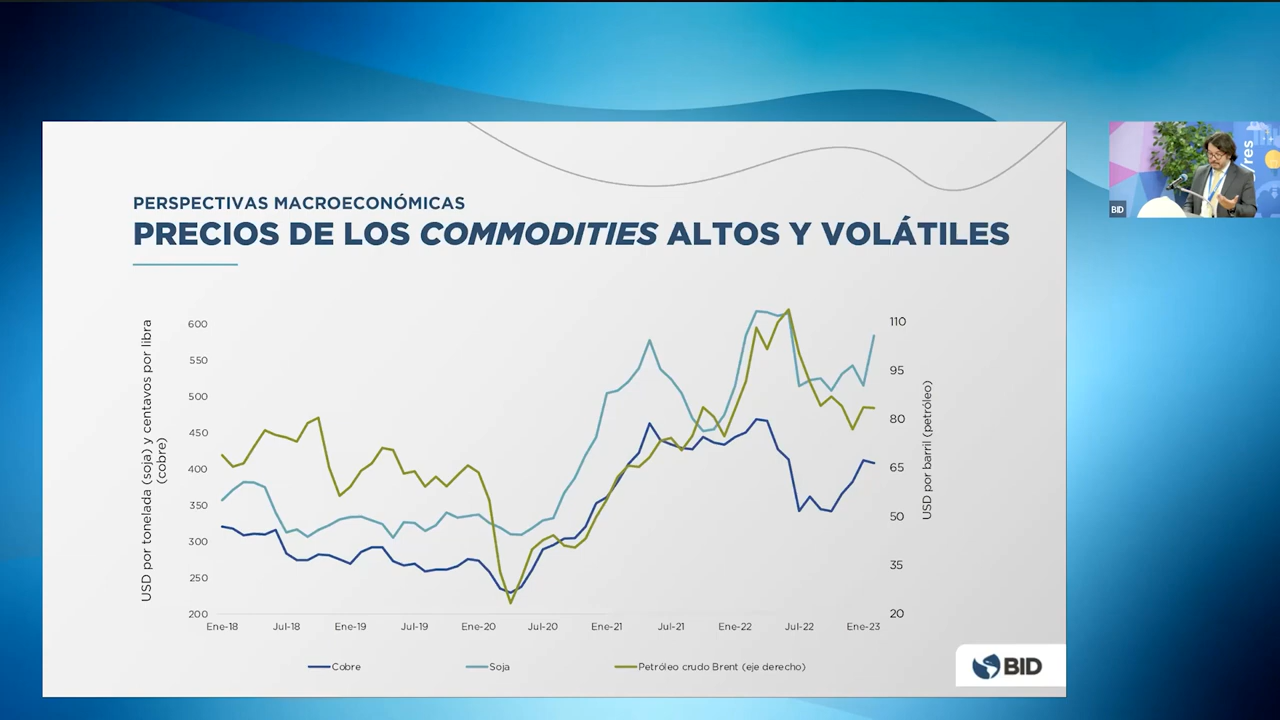 PERSPECTIVAS MACROECONÓMICAS
PRECIOS DE LOS COMMODITIES ALTOS Y VOLÁTILES
USD por tonelada (soja) y centavos por libra
(cobre)
600
550
500
450
400
350
300
250
200
110
95
80
65
50
35
20
USD por barril (petróleo)
Ene-18 Jul-18 Ene-19 Jul-19 Ene-20 Jul-20 Ene-21 Jul-21 Ene-22 Jul-22 Ene-23
Cobre Soja Petróleo crudo Brent (eje derecho)
BID
BID